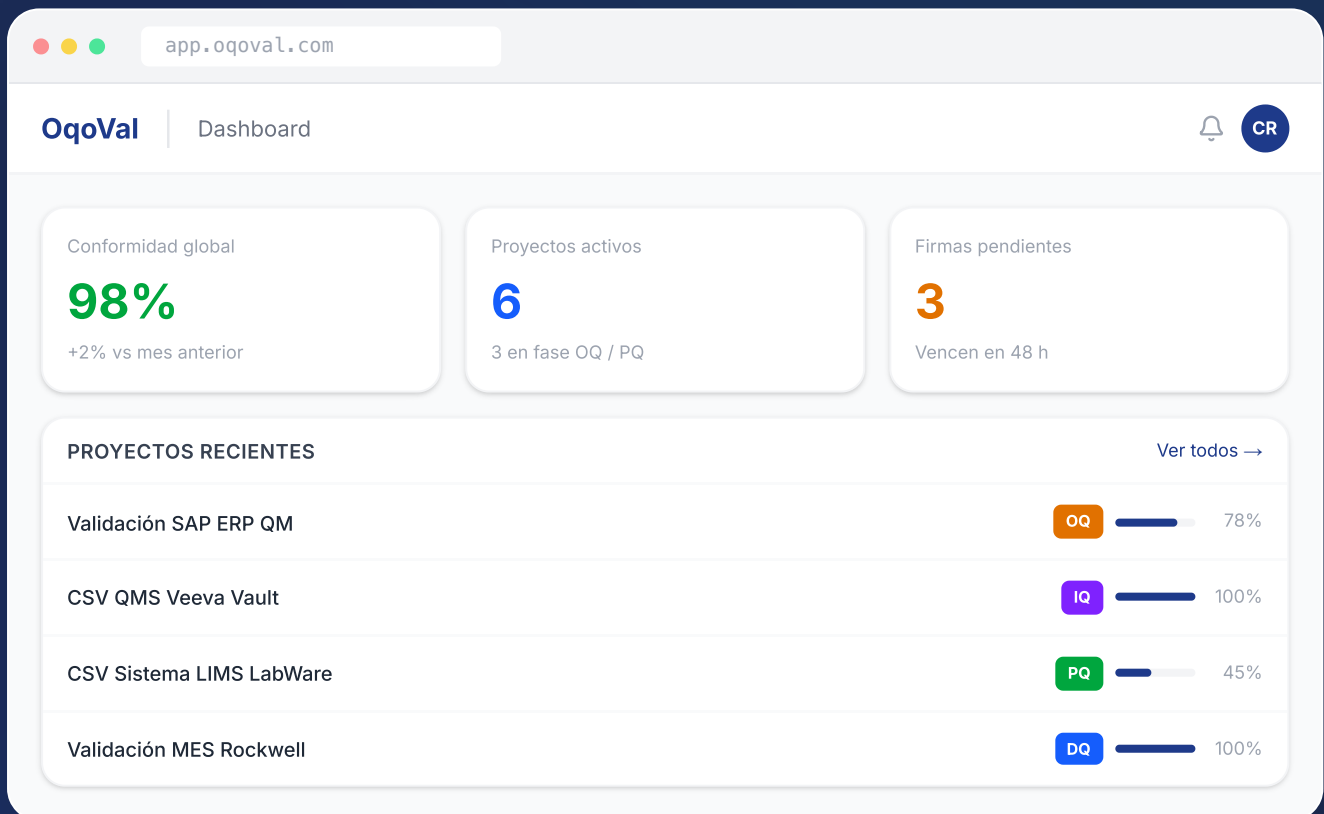 app.oqoval.com
OqoVal Dashboard CR
Conformidad global
98%
+2% vs mes anterior
Proyectos activos
6
3 en fase OQ / PQ
Firmas pendientes
3
Vencen en 48 h
PROYECTOS RECIENTES Ver todos →
Validación SAP ERP QM OQ 78%
CSV QMS Veeva Vault IQ 100%
CSV Sistema LIMS LabWare PQ 45%
Validación MES Rockwell DQ 100%